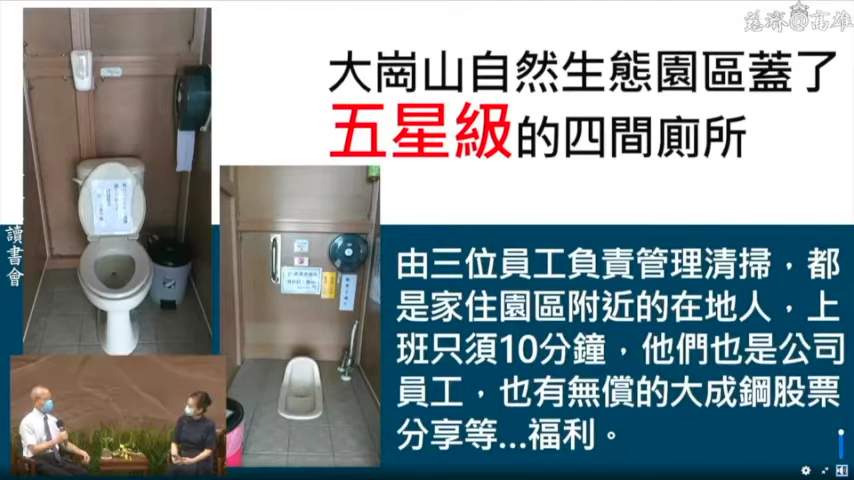 慈濟@高雄
大崗山自然生態園區蓋了
五星級的四間廁所
讀書會
由三位員工負責管理清掃，都
是家住園區附近的在地人，上
班只須10分鐘，他們也是公司
員工，也有無償的大成鋼股票
分享等...福利。